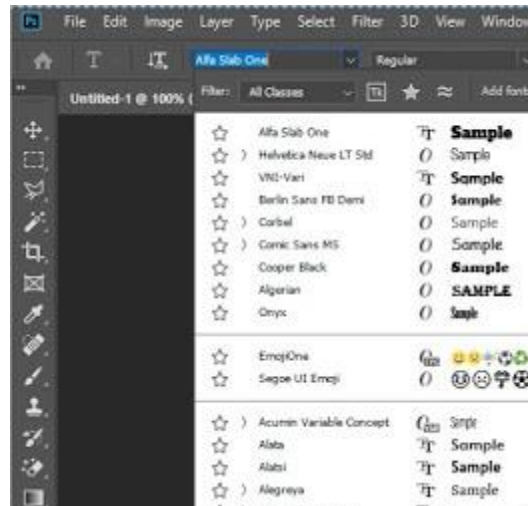 Ps File Edit Image Layer Type Select Filter 3D View Window
T Alfa Slab One Regular
Untitled-1 @ 100% ( Filter: All Classes Add font
Alfa Slab One Sample
Helvetica Neue LT Std Sample
VNI-Vari Sample
Berlin Sans FB Demi Sample
Corbel Sample
Comic Sans MS Sample
Cooper Black Sample
Algerian SAMPLE
Onyx Sample
EmojiOne
Segoe UI Emoji
Acumin Variable Concept Sample
Alata Sample
Alatsi Sample
Alegreya Sample